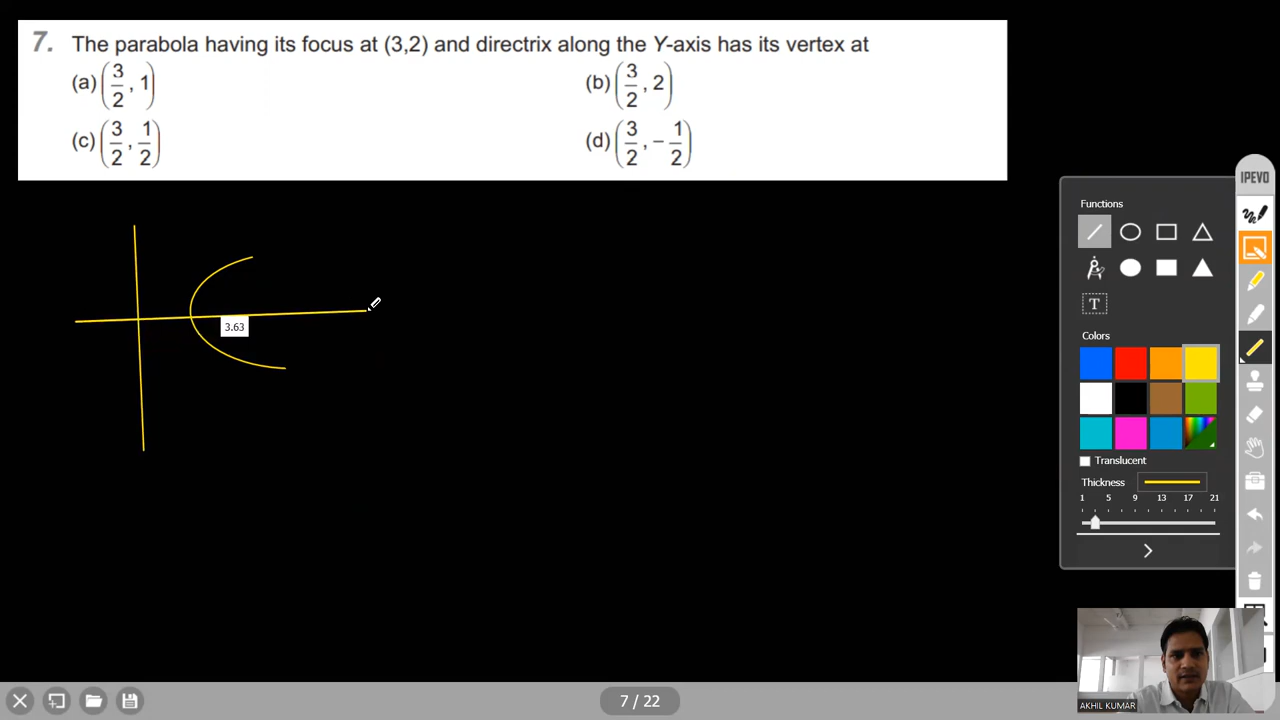 7. The parabola having its focus at (3,2) and directrix along the Y-axis has its vertex at
(a) (3/2, 1) (b) (3/2, 2)
(c) (3/2, 1/2) (d) (3/2, -1/2)
IPEVO
Functions
T
3.63
Colors
Translucent
Thickness
1 5 9 13 17 21
7 / 22
AKHIL KUMAR